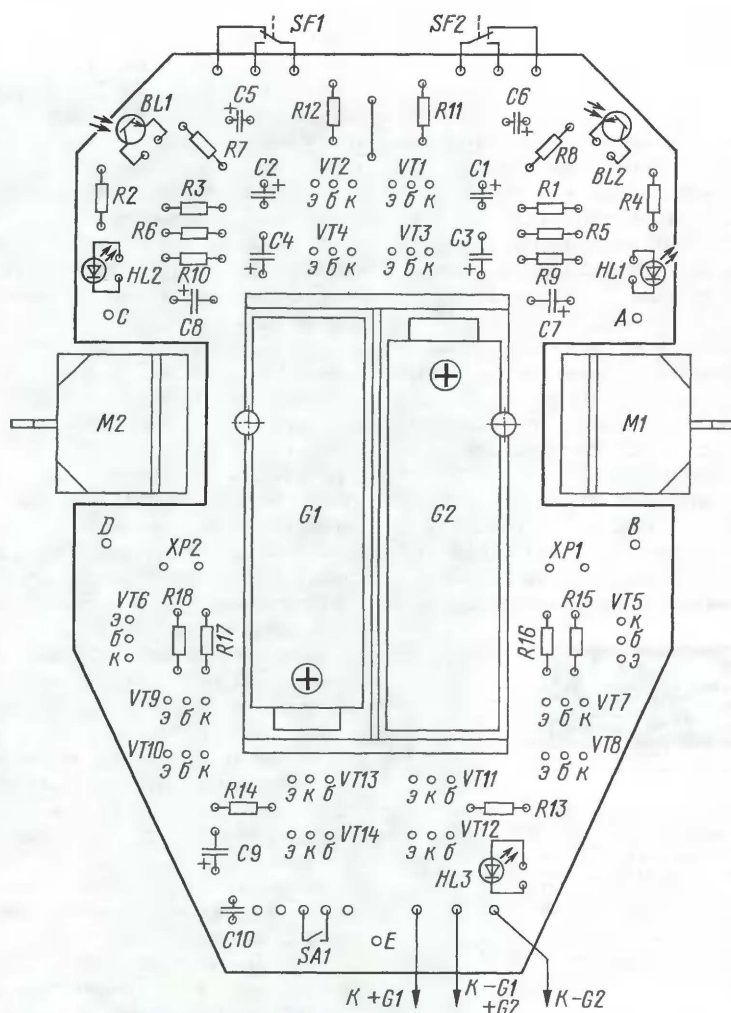 SF1 SF2
BL1 C5 R12 R11 C6
R7 R8 BL2
C2 VT2 VT1 C1
R2 R3 э б к э б к R1 R4
R6 C4 VT4 VT3 C3 R5
HL2 R10 э б к э б к R9 HL1
C C8 C7 A
M2 M1
G1 G2
D B
XP2 XP1
VT6 R18 R15 VT5
э к
б R17 R16 б
к э
VT9 VT7
э б к э б к
VT10 VT8
э б к э б к
VT13 VT11
R14 э к б э к б R13
VT14 VT12
C9 э к б э к б
HL3
C10 SA1 E
К +G1 К −G1 К−G2
+G2